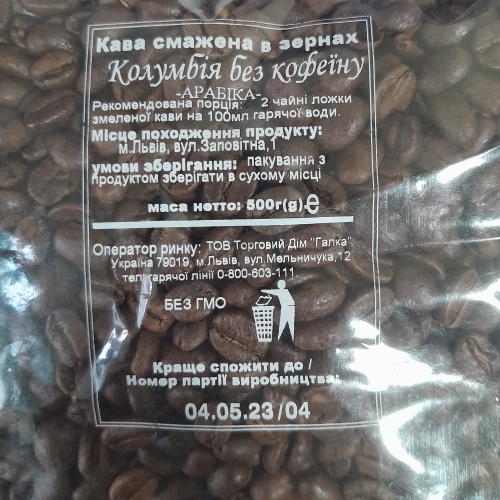 Кава смажена в зернах
Колумбія без кофеїну
-АРАБІКА-
Рекомендована порція: 2 чайні ложки
змеленої кави на 100мл гарячої води.
Місце походження продукту:
м.Львів, вул.Заповітна,1
умови зберігання: пакування з
продуктом зберігати в сухому місці
маса нетто: 500г(g) ℮
Оператор ринку: ТОВ Торговий Дім "Галка"
Україна 79019, м Львів, вул.Мельничука,12
тел.гарячої лінії 0-800-603-111.
БЕЗ ГМО
Краще спожити до /
Номер партії виробництва:
04.05.23/04